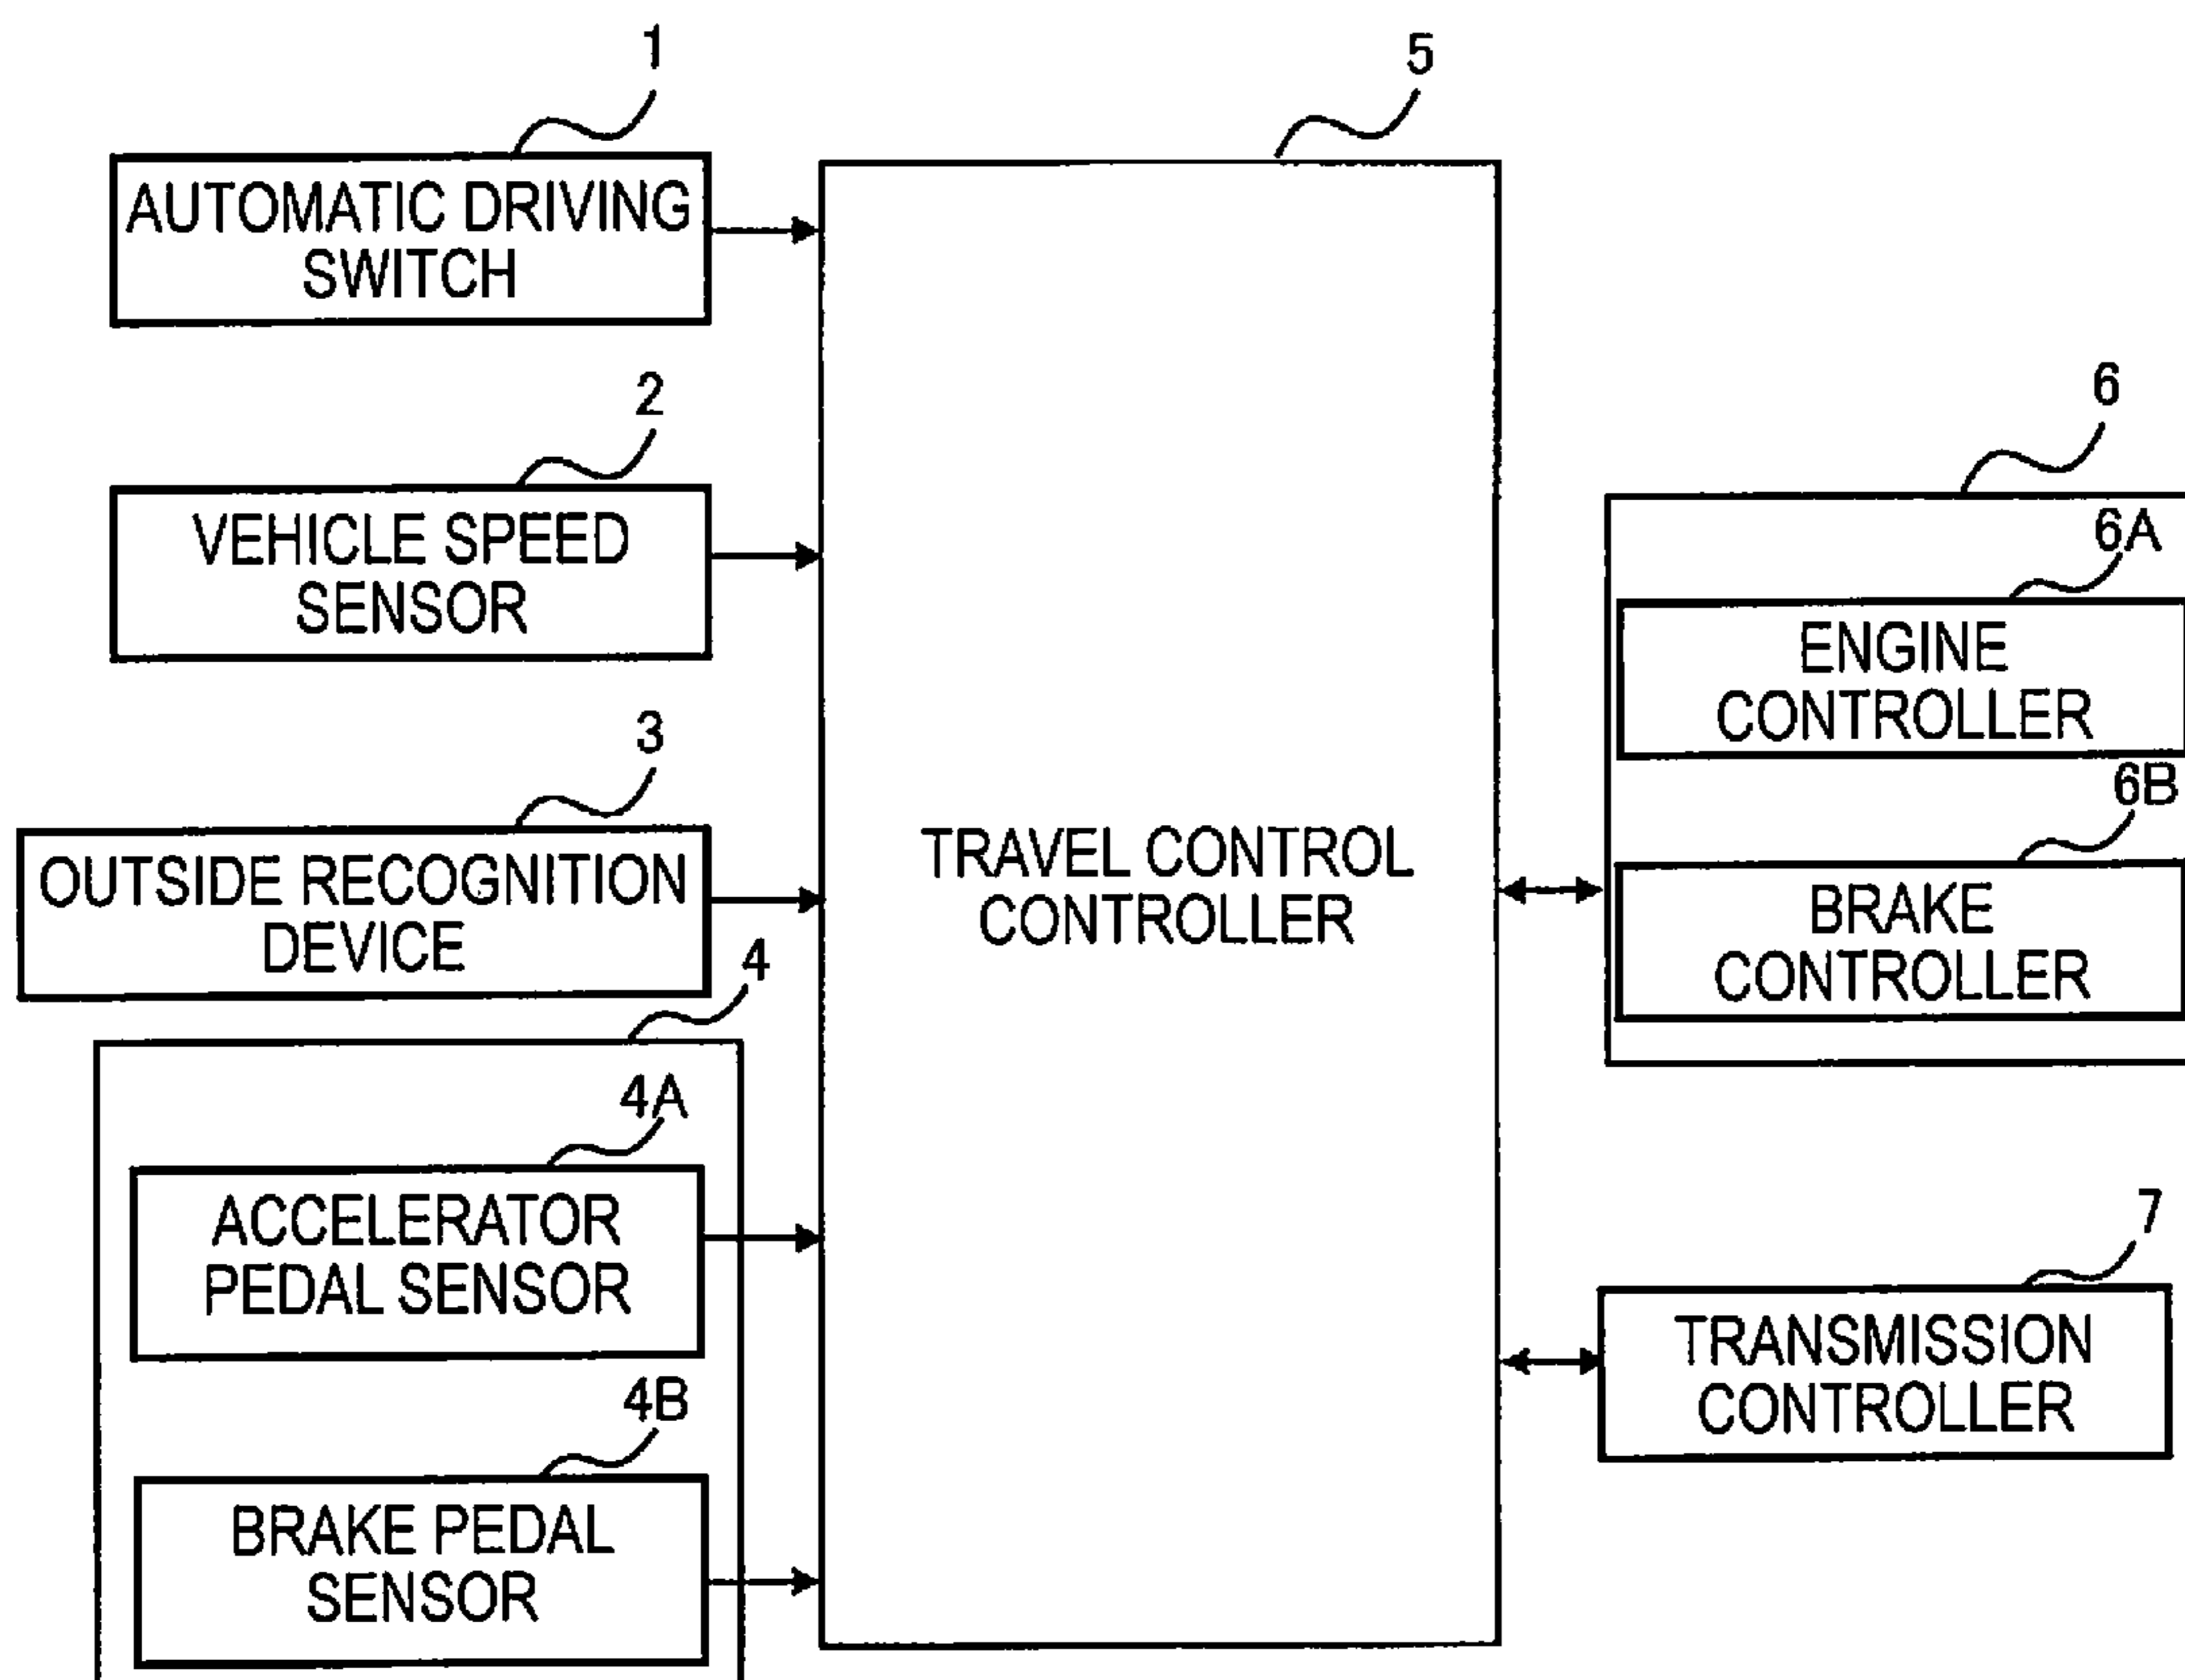 1
AUTOMATIC DRIVING
SWITCH
2
VEHICLE SPEED
SENSOR
3
OUTSIDE RECOGNITION
DEVICE
4
4A
ACCELERATOR
PEDAL SENSOR
4B
BRAKE PEDAL
SENSOR
5
TRAVEL CONTROL
CONTROLLER
6
6A
ENGINE
CONTROLLER
6B
BRAKE
CONTROLLER
7
TRANSMISSION
CONTROLLER